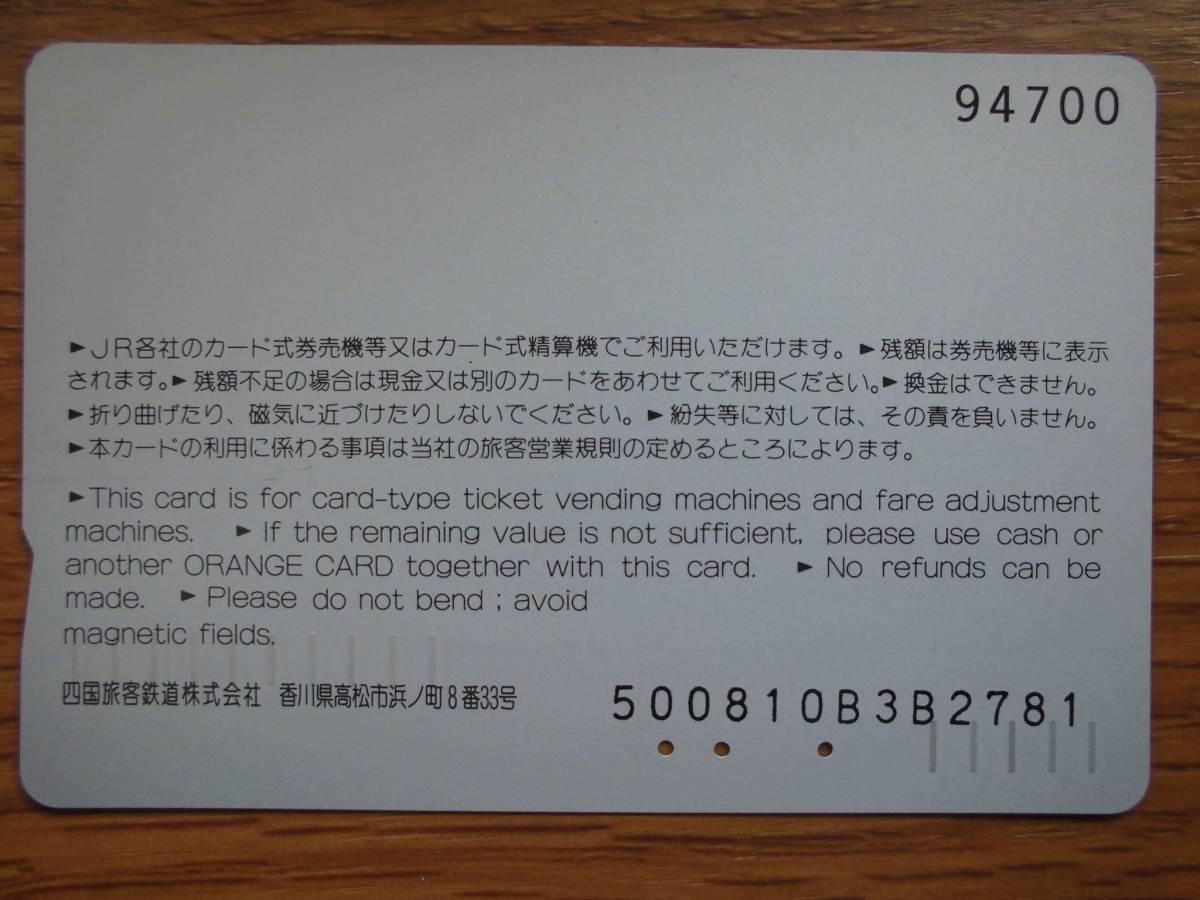 94700
►JR各社のカード式券売機等又はカード式精算機でご利用いただけます。►残額は券売機等に表示
されます。►残額不足の場合は現金又は別のカードをあわせてご利用ください。►換金はできません。
►折り曲げたり、磁気に近づけたりしないでください。►紛失等に対しては、その責を負いません。
►本カードの利用に係わる事項は当社の旅客営業規則の定めるところによります。
►This card is for card-type ticket vending machines and fare adjustment
machines. ►If the remaining value is not sufficient, please use cash or
another ORANGE CARD together with this card. ►No refunds can be
made. ►Please do not bend ; avoid
magnetic fields.
四国旅客鉄道株式会社 香川県高松市浜ノ町8番33号
500810B3B2781